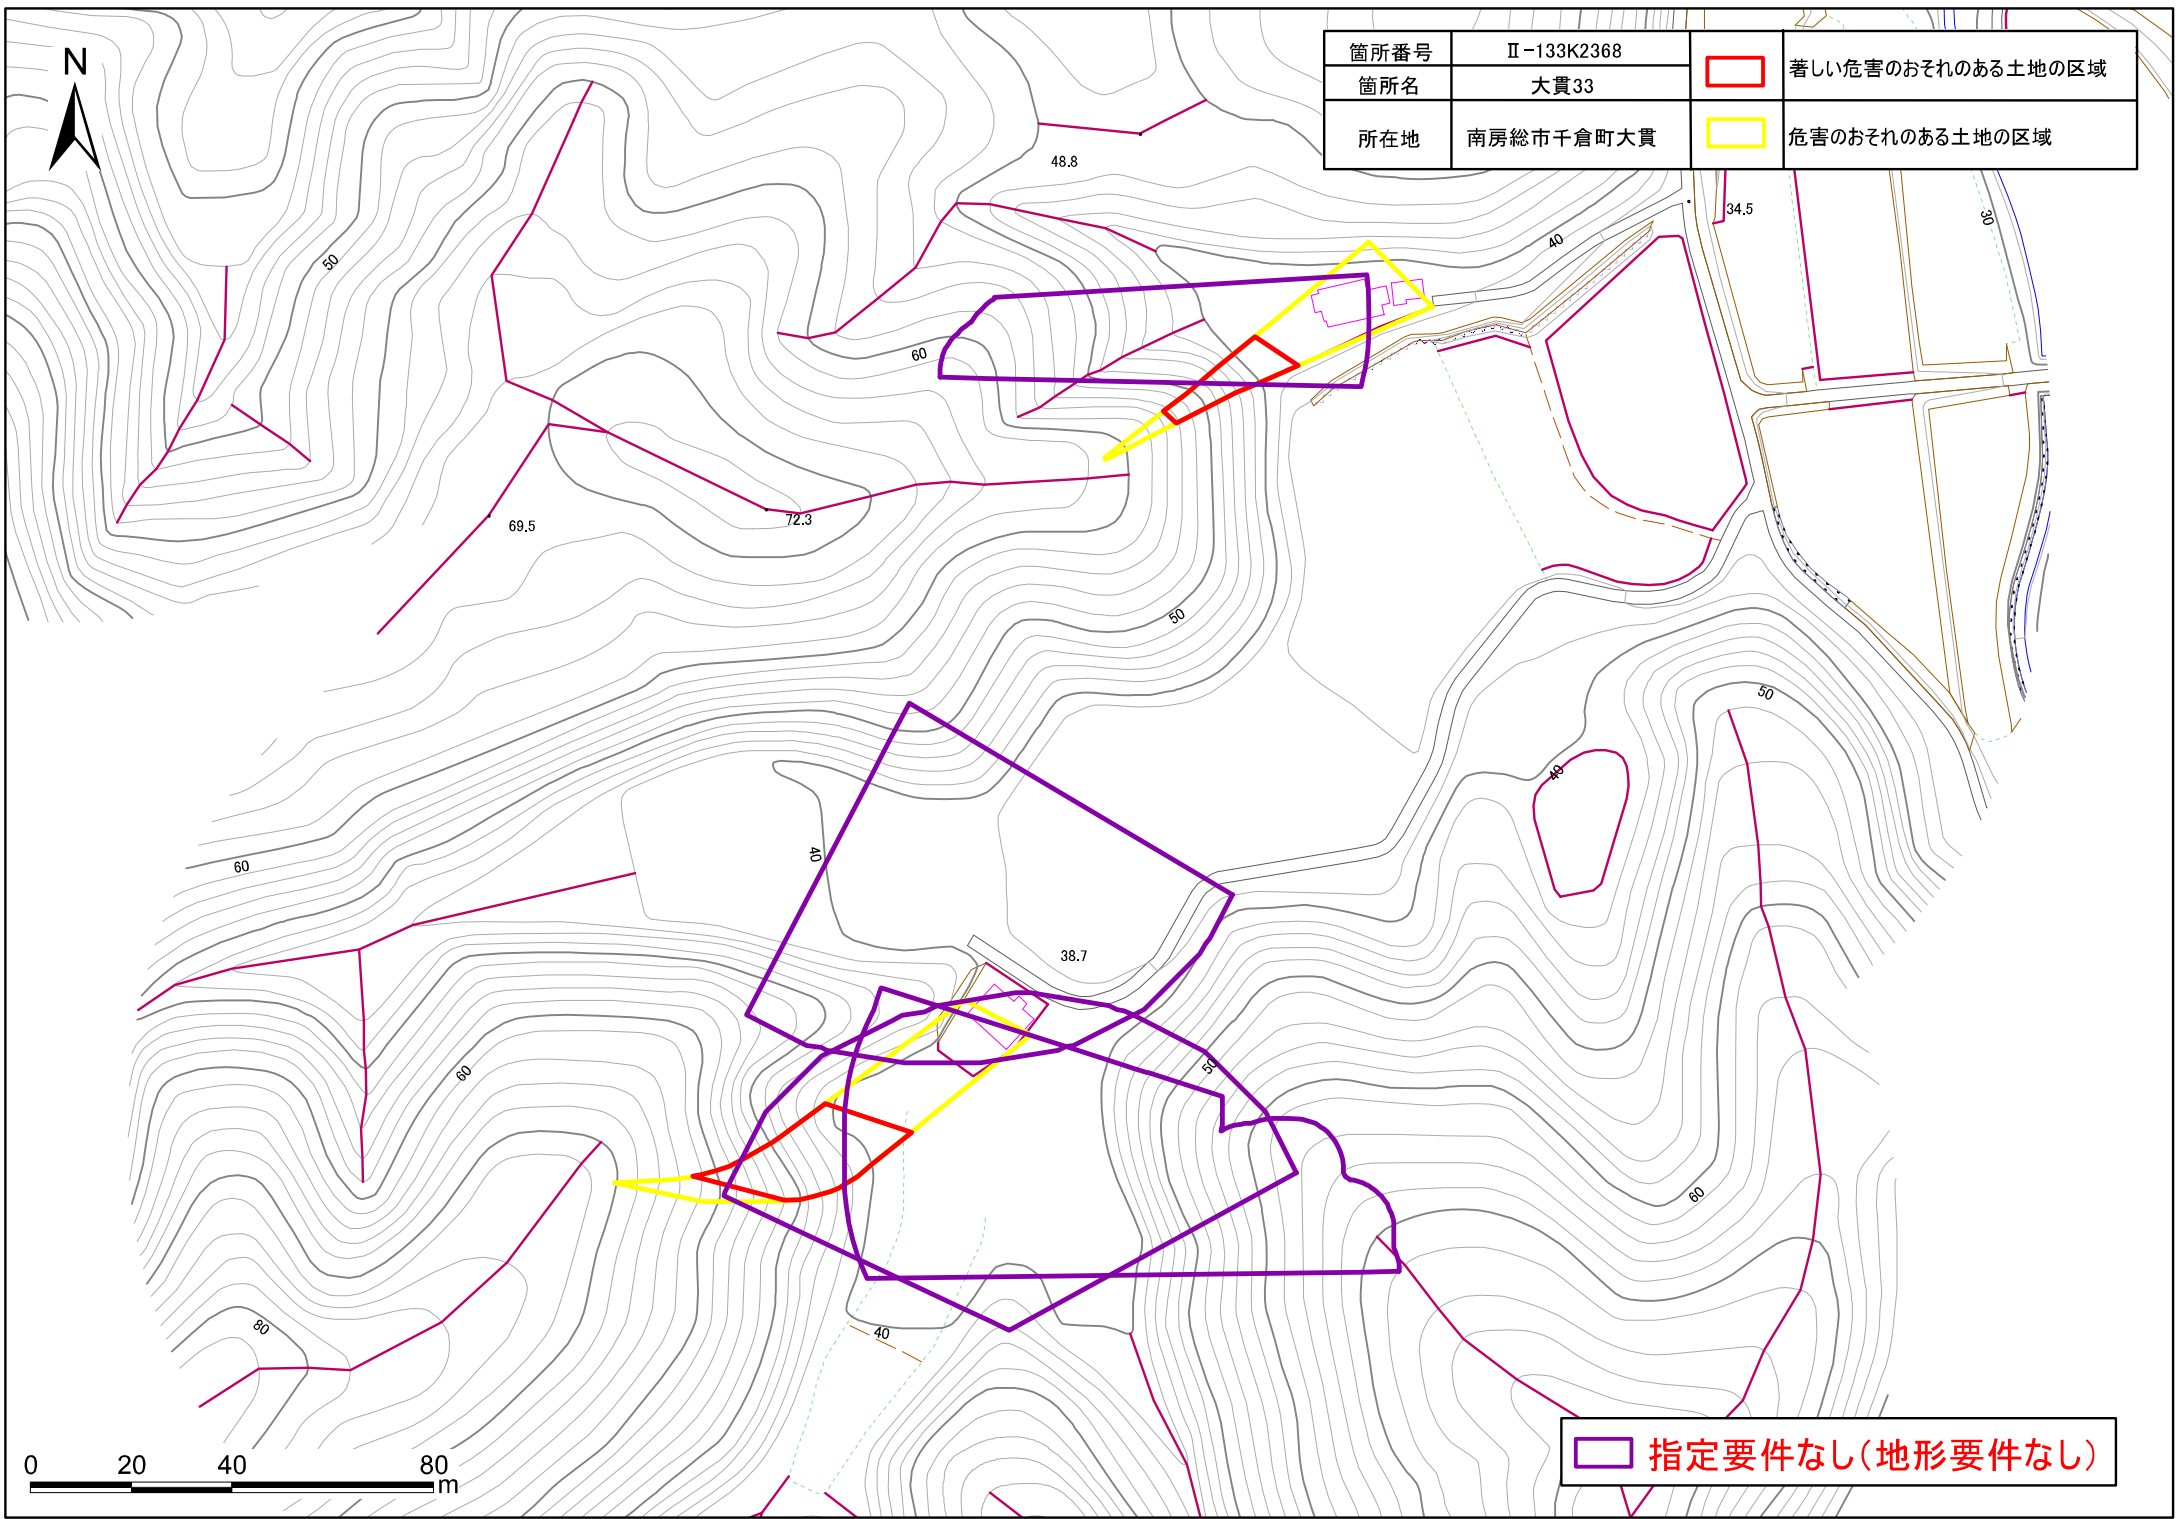 N
箇所番号 Ⅱ-133K2368
箇所名 大貫33
所在地 南房総市千倉町大貫
著しい危害のおそれのある土地の区域
危害のおそれのある土地の区域
48.8
34.5
30
40
50
60
69.5
72.3
50
50
40
60
40
38.7
50
60
60
80
40
0 20 40 80
m
指定要件なし(地形要件なし)